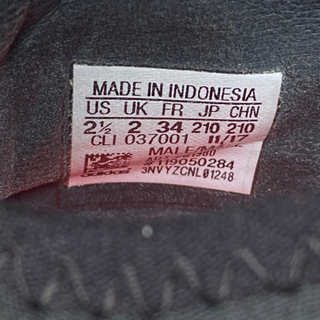 MADE IN INDONESIA
US UK FR JP CHN
2½ 2 34 210 210
CLI 037001 11/17
MALE
adidas
3NVYZCNL01248